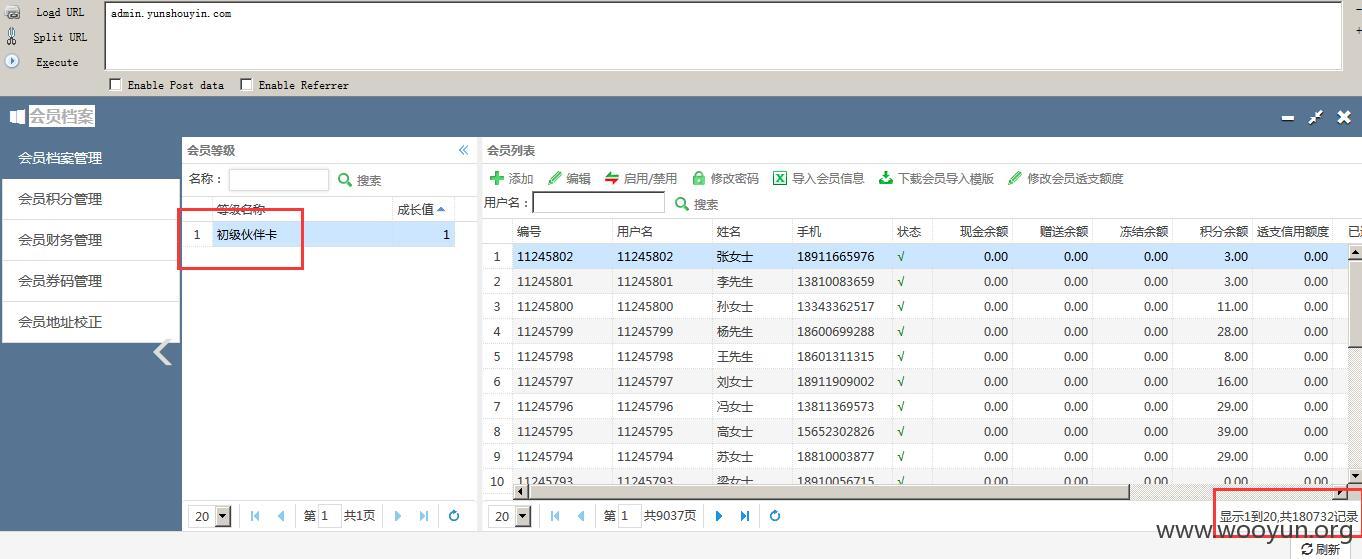 Load URL
admin.yunshouyin.com
Split URL
Execute
Enable Post data Enable Referrer
会员档案
会员档案管理
会员积分管理
会员财务管理
会员券码管理
会员地址校正
会员等级
名称： 搜索
等级名称 成长值
1 初级伙伴卡 1
20 第 1 共1页
会员列表
添加 编辑 启用/禁用 修改密码 导入会员信息 下载会员导入模版 修改会员透支额度
用户名： 搜索
编号 用户名 姓名 手机 状态 现金余额 赠送余额 冻结余额 积分余额 透支信用额度
1 11245802 11245802 张女士 18911665976 √ 0.00 0.00 0.00 3.00 0.00
2 11245801 11245801 李先生 13810083659 √ 0.00 0.00 0.00 3.00 0.00
3 11245800 11245800 孙女士 13343362517 √ 0.00 0.00 0.00 11.00 0.00
4 11245799 11245799 杨先生 18600699288 √ 0.00 0.00 0.00 28.00 0.00
5 11245798 11245798 王先生 18601311315 √ 0.00 0.00 0.00 8.00 0.00
6 11245797 11245797 刘女士 18911909002 √ 0.00 0.00 0.00 16.00 0.00
7 11245796 11245796 冯女士 13811369573 √ 0.00 0.00 0.00 29.00 0.00
8 11245795 11245795 高女士 15652302826 √ 0.00 0.00 0.00 39.00 0.00
9 11245794 11245794 苏女士 18810003877 √ 0.00 0.00 0.00 29.00 0.00
10 11245793 11245793 梁女士 18910056715 √ 0.00 0.00 0.00 0.00 0.00
20 第 1 共9037页
显示1到20,共180732记录
www.wooyun.org
刷新